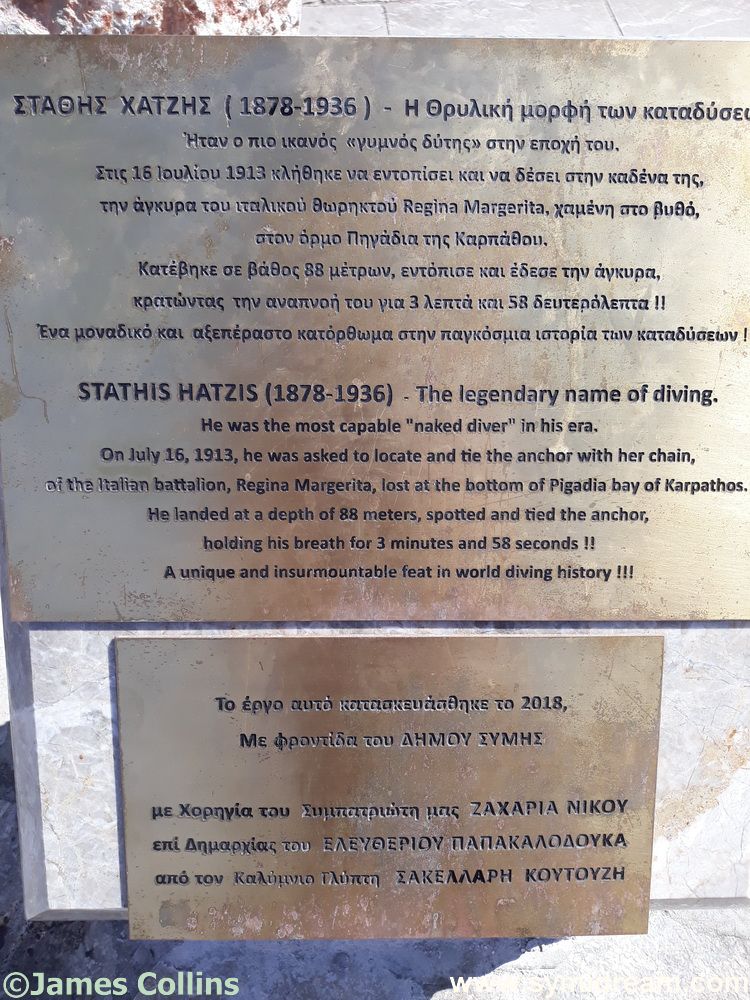 ΣΤΑΘΗΣ ΧΑΤΖΗΣ ( 1878-1936 ) - Η Θρυλική μορφή των
Ήταν ο πιο ικανός «γυμνός δύτης» στην εποχή του.
Στις 16 Ιουλίου 1913 κλήθηκε να εντοπίσει και να δέσει στην καδένα της,
την άγκυρα του ιταλικού θωρηκτού Regina Margerita, χαμένη στο βυθό,
στον όρμο Πηγάδια της Καρπάθου.
Κατέβηκε σε βάθος 88 μέτρων, εντόπισε και έδεσε την άγκυρα,
κρατώντας την αναπνοή του για 3 λεπτά και 58 δευτερόλεπτα !!
Ένα μοναδικό και αξεπέραστο κατόρθωμα στην παγκόσμια ιστορία των καταδύσεων !
STATHIS HATZIS (1878-1936) - The legendary name of diving.
He was the most capable "naked diver" in his era.
On July 16, 1913, he was asked to locate and tie the anchor with her chain,
of the Italian battalion, Regina Margerita, lost at the bottom of Pigadia bay of Karpathos.
He landed at a depth of 88 meters, spotted and tied the anchor,
holding his breath for 3 minutes and 58 seconds !!
A unique and insurmountable feat in world diving history !!!
Το έργο αυτό κατασκευάσθηκε το 2018,
Με φροντίδα του ΔΗΜΟΥ ΣΥΜΗΣ
με Χορηγία του Συμπατριώτη μας ΖΑΧΑΡΙΑ ΝΙΚΟΥ
επί Δημαρχίας του ΕΛΕΥΘΕΡΙΟΥ ΠΑΠΑΚΑΛΟΔΟΥΚΑ
από τον Καλύμνιο Γλύπτη ΣΑΚΕΛΛΑΡΗ ΚΟΥΤΟΥΖΗ
©James Collins
www.symidream.com